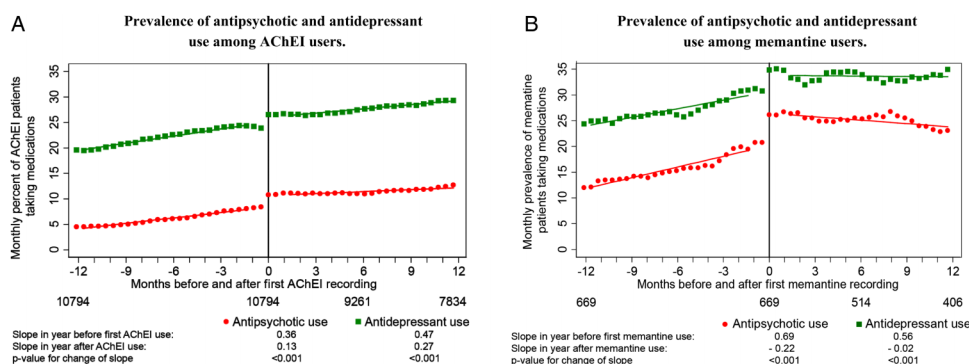 A
Prevalence of antipsychotic and antidepressant
use among AChEI users.
Monthly percent of AChEI patients
taking medications
35
30
25
20
15
10
5
0
-12 -9 -6 -3 0 3 6 9 12
Months before and after first AChEI recording
10794 10794 9261 7834
Antipsychotic use Antidepressant use
Slope in year before first AChEI use: 0.36 0.47
Slope in year after AChEI use: 0.13 0.27
p-value for change of slope <0.001 <0.001
B
Prevalence of antipsychotic and antidepressant
use among memantine users.
Monthly prevalence of mematine
patients taking medications
35
30
25
20
15
10
5
0
-12 -9 -6 -3 0 3 6 9 12
Months before and after first memantine recording
669 669 514 406
Antipsychotic use Antidepressant use
Slope in year before first memantine use: 0.69 0.56
Slope in year after memantine use: - 0.22 - 0.02
p-value for change of slope <0.001 <0.001